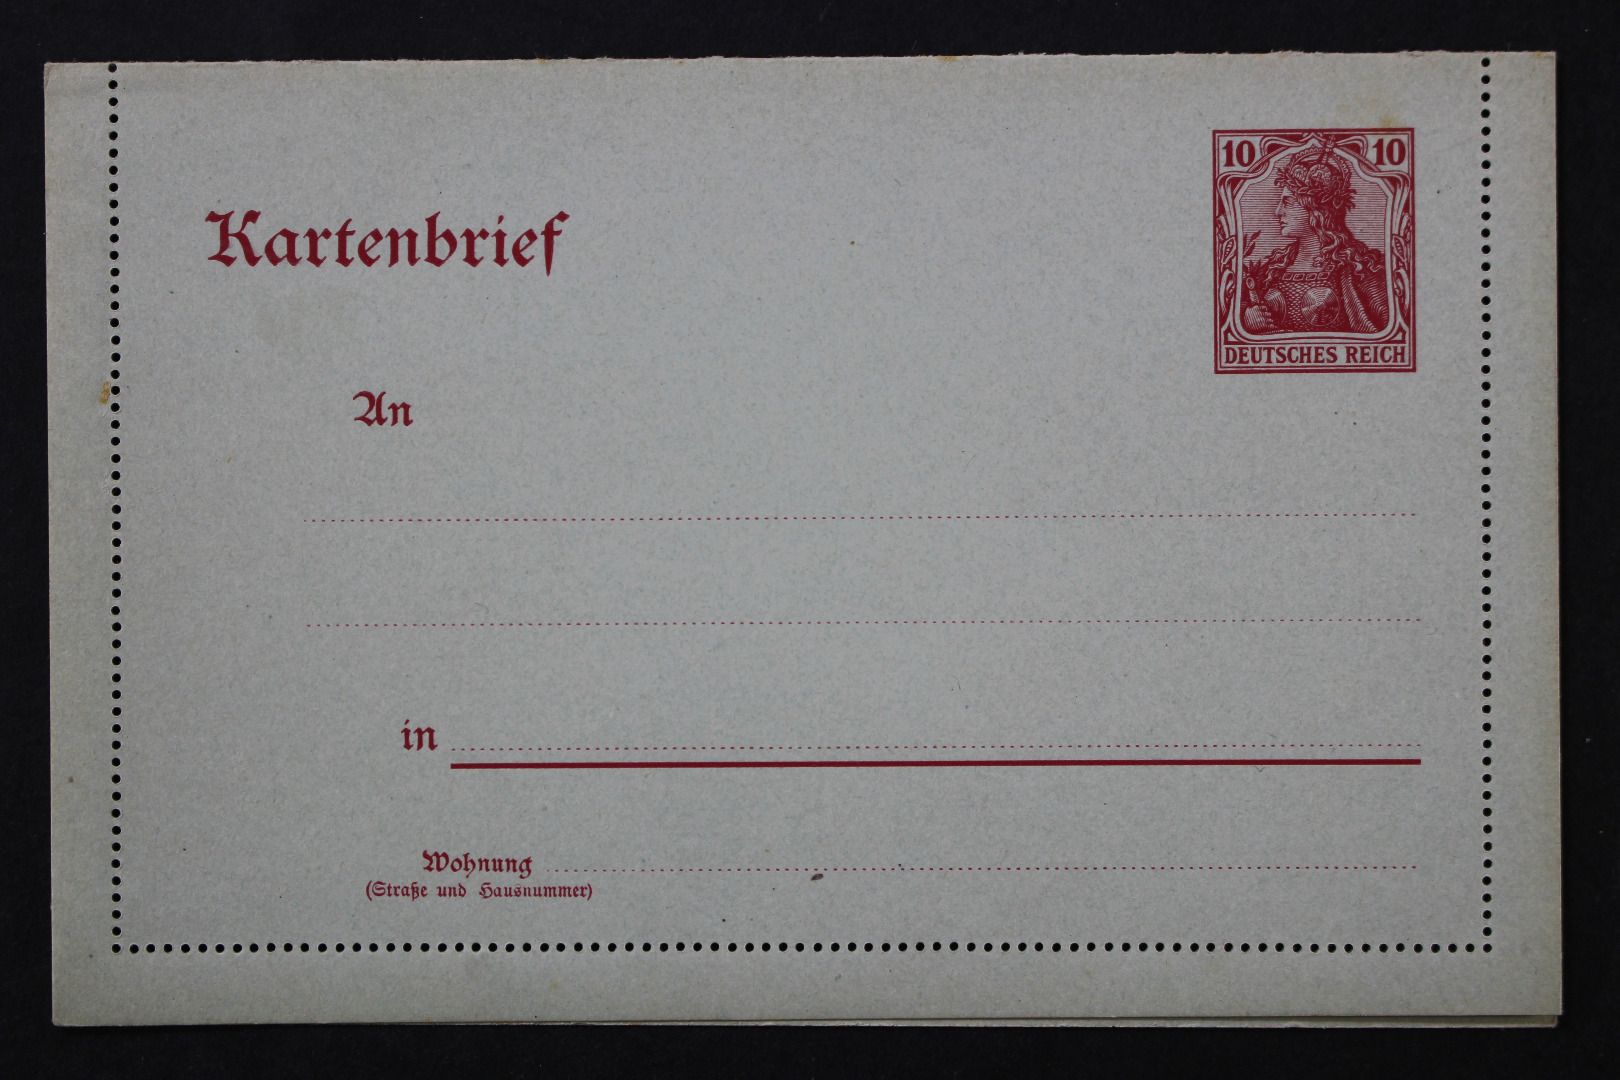 10 10
Kartenbrief
DEUTSCHES REICH
An
in
Wohnung
(Straße und Hausnummer)